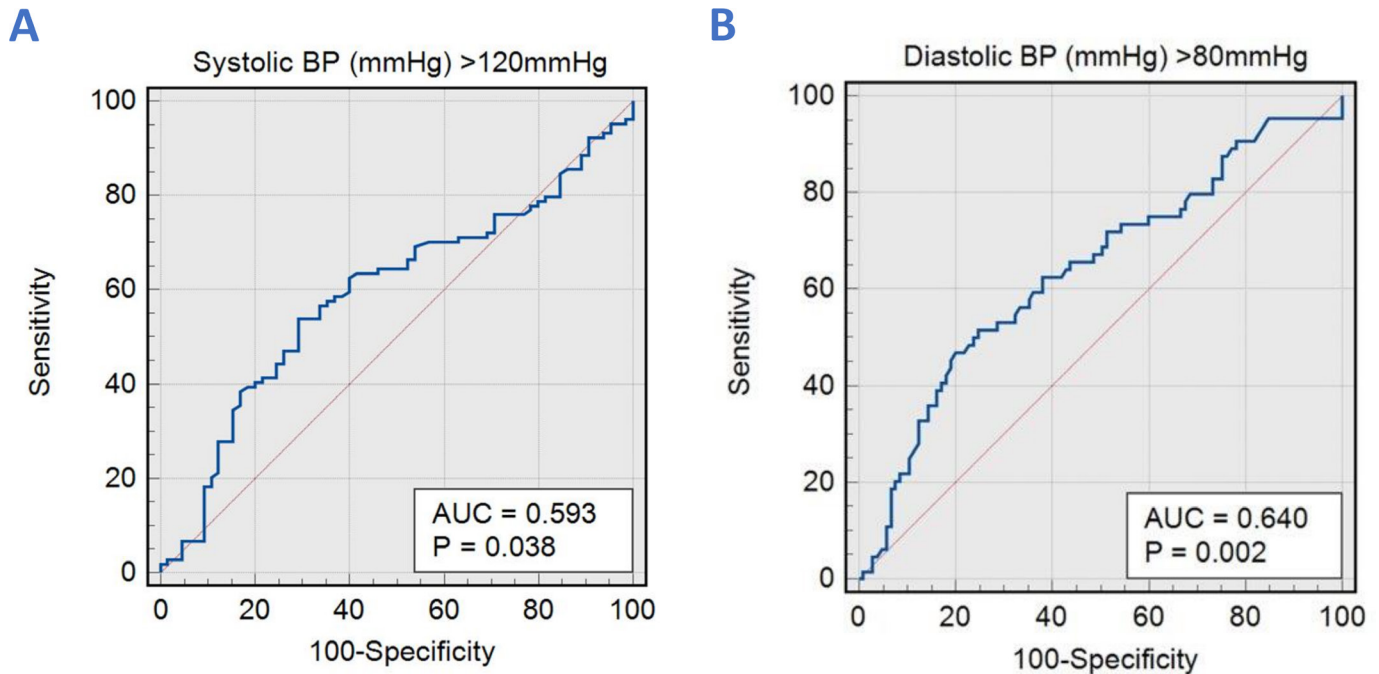 A
Systolic BP (mmHg) >120mmHg
100
80
60
40
20
0
Sensitivity
AUC = 0.593
P = 0.038
0 20 40 60 80 100
100-Specificity
B
Diastolic BP (mmHg) >80mmHg
100
80
60
40
20
0
Sensitivity
AUC = 0.640
P = 0.002
0 20 40 60 80 100
100-Specificity